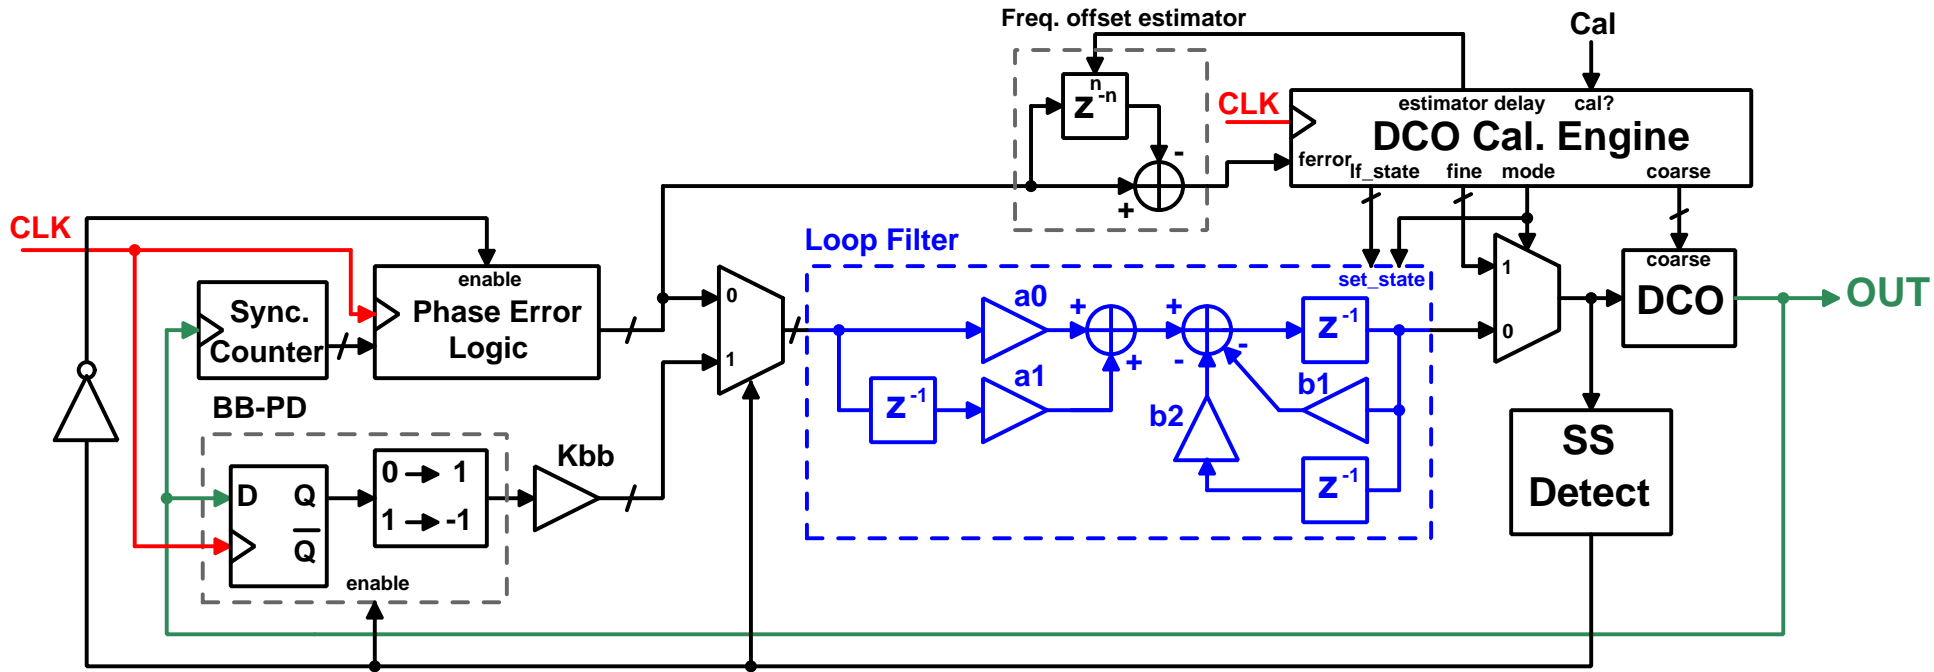 Freq. offset estimator
Cal
n
z-n
CLK
estimator delay cal?
DCO Cal. Engine
ferror
lf_state fine mode coarse
-
+
CLK
Loop Filter
enable
Phase Error
Logic
Sync.
Counter
0
1
set_state
a0
+
+
a1
+
-
-
z-1
z-1
b1
b2
z-1
1
0
coarse
DCO
OUT
SS
Detect
BB-PD
D Q
Q
0 1
1 -1
enable
Kbb